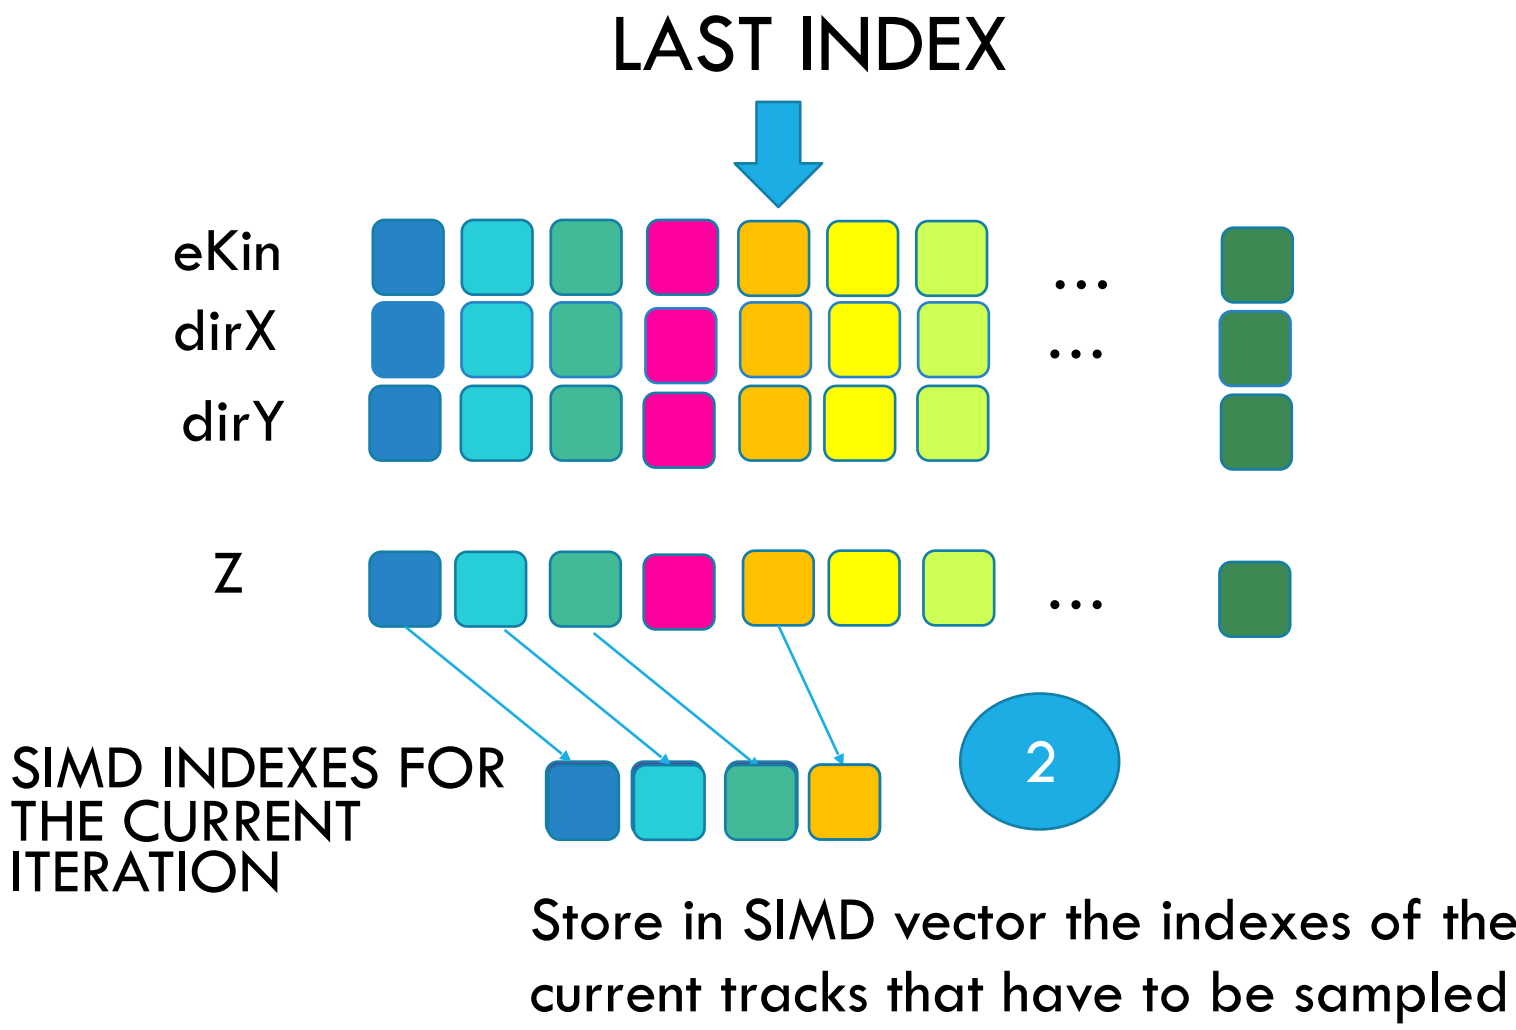 LAST INDEX
eKin
...
dirX
...
dirY
Z
...
2
SIMD INDEXES FOR
THE CURRENT
ITERATION
Store in SIMD vector the indexes of the
current tracks that have to be sampled